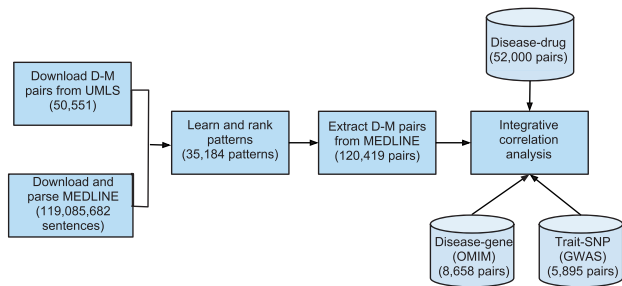 Download D-M
pairs from UMLS
(50,551)
Download and
parse MEDLINE
(119,085,682
sentences)
Learn and rank
patterns
(35,184 patterns)
Extract D-M pairs
from MEDLINE
(120,419 pairs)
Disease-drug
(52,000 pairs)
Integrative
correlation
analysis
Disease-gene
(OMIM)
(8,658 pairs)
Trait-SNP
(GWAS)
(5,895 pairs)